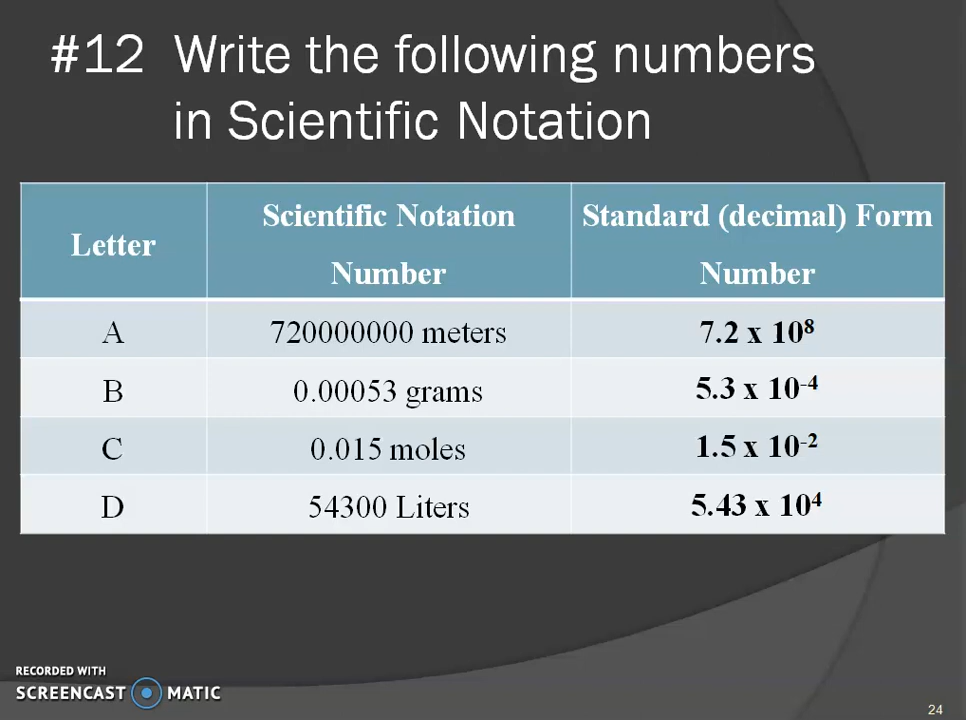 #12 Write the following numbers
in Scientific Notation
Letter
Scientific Notation
Number
Standard (decimal) Form
Number
A 720000000 meters 7.2 x 10⁸
B 0.00053 grams 5.3 x 10⁻⁴
C 0.015 moles 1.5 x 10⁻²
D 54300 Liters 5.43 x 10⁴
RECORDED WITH
SCREENCAST MATIC
24